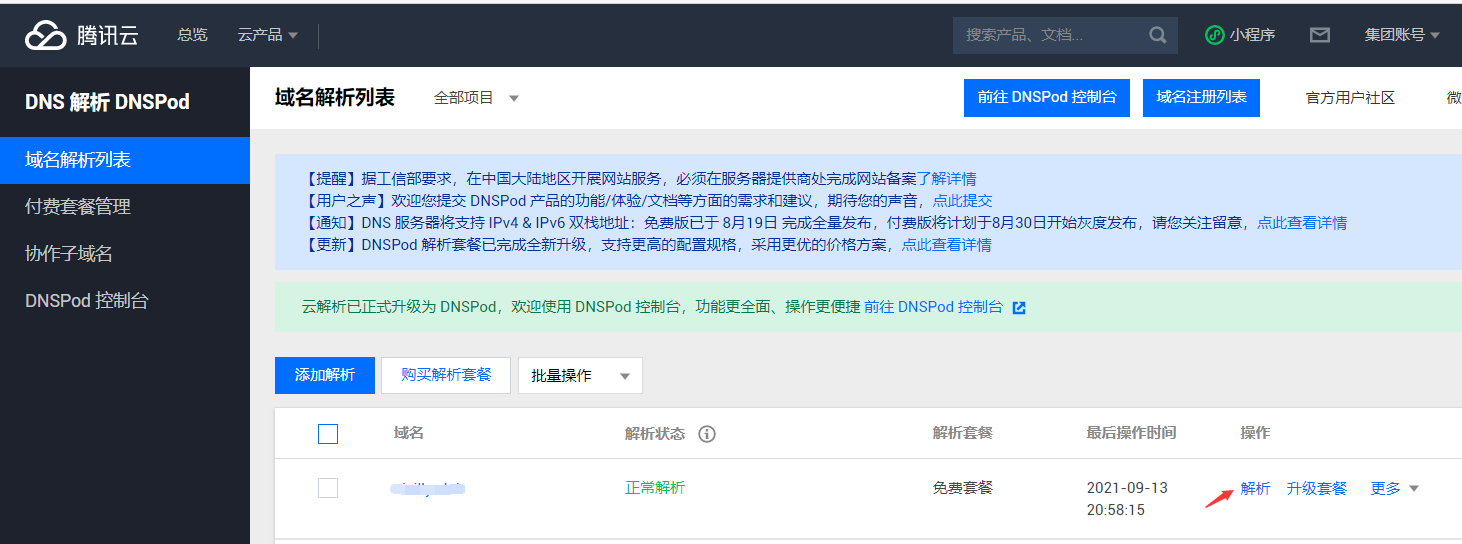 腾讯云 总览 云产品 搜索产品、文档... 小程序 集团账号
DNS 解析 DNSPod
域名解析列表
付费套餐管理
协作子域名
DNSPod 控制台
域名解析列表 全部项目 前往 DNSPod 控制台 域名注册列表 官方用户社区 微
【提醒】据工信部要求，在中国大陆地区开展网站服务，必须在服务器提供商处完成网站备案了解详情
【用户之声】欢迎您提交 DNSPod 产品的功能/体验/文档等方面的需求和建议，期待您的声音，点此提交
【通知】DNS 服务器将支持 IPv4 & IPv6 双栈地址：免费版已于 8月19日 完成全量发布，付费版将计划于8月30日开始灰度发布，请您关注留意，点此查看详情
【更新】DNSPod 解析套餐已完成全新升级，支持更高的配置规格，采用更优的价格方案，点此查看详情
云解析已正式升级为 DNSPod，欢迎使用 DNSPod 控制台，功能更全面、操作更便捷 前往 DNSPod 控制台
添加解析 购买解析套餐 批量操作
域名 解析状态 解析套餐 最后操作时间 操作
正常解析 免费套餐 2021-09-13 解析 升级套餐 更多
20:58:15